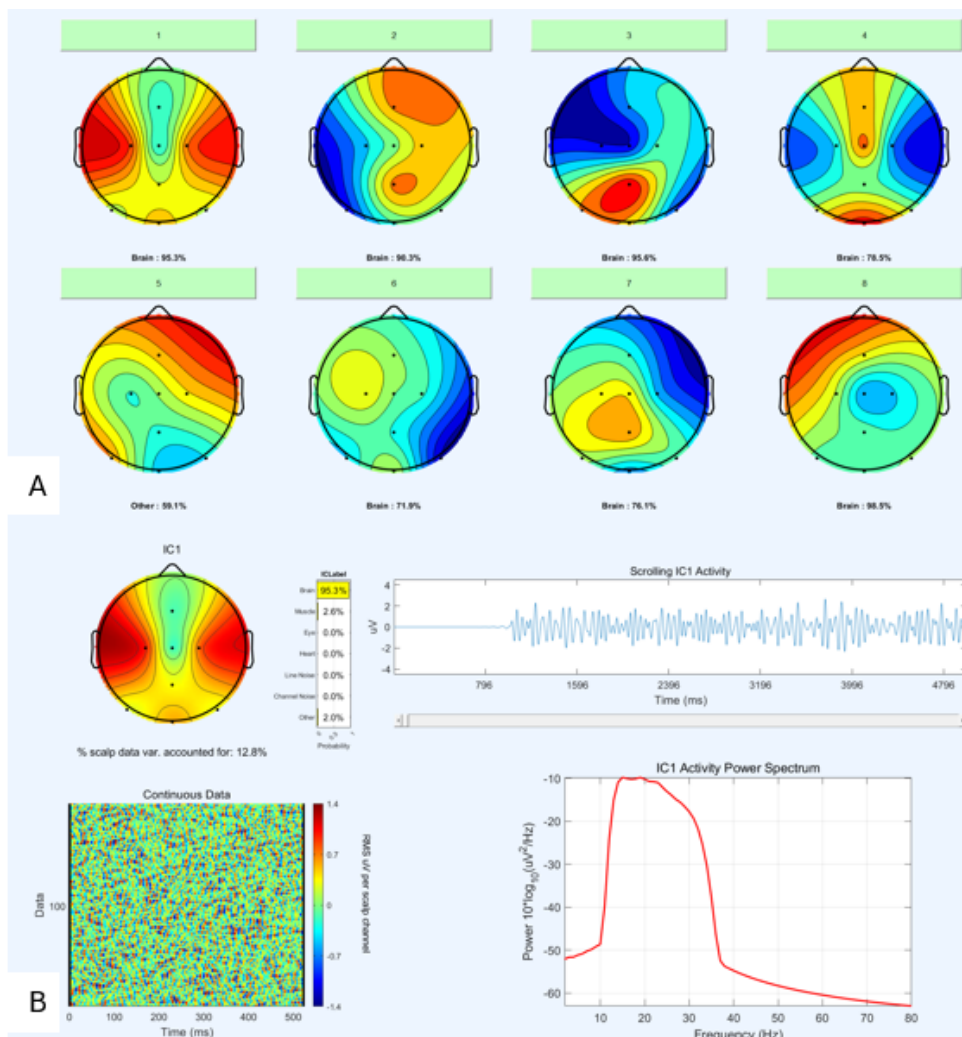 1 2 3 4
Brain : 95.3% Brain : 90.3% Brain : 95.6% Brain : 78.5%
5 6 7 8
A
Other : 59.1% Brain : 71.9% Brain : 76.1% Brain : 98.5%
IC1
ICLabel
Brain 95.3%
Muscle 2.6%
Eye 0.0%
Heart 0.0%
Line Noise 0.0%
Channel Noise 0.0%
Other 2.0%
0 0.5 1
Probability
% scalp data var. accounted for: 12.8%
Scrolling IC1 Activity
uV
4
2
0
-2
-4
796 1596 2396 3196 3996 4796
Time (ms)
Continuous Data
Data
100
0 100 200 300 400 500
Time (ms)
1.4
0.7
0
-0.7
-1.4
RMS uV per scalp channel
B
IC1 Activity Power Spectrum
Power 10*log10(uV2/Hz)
-10
-20
-30
-40
-50
-60
10 20 30 40 50 60 70 80
Frequency (Hz)